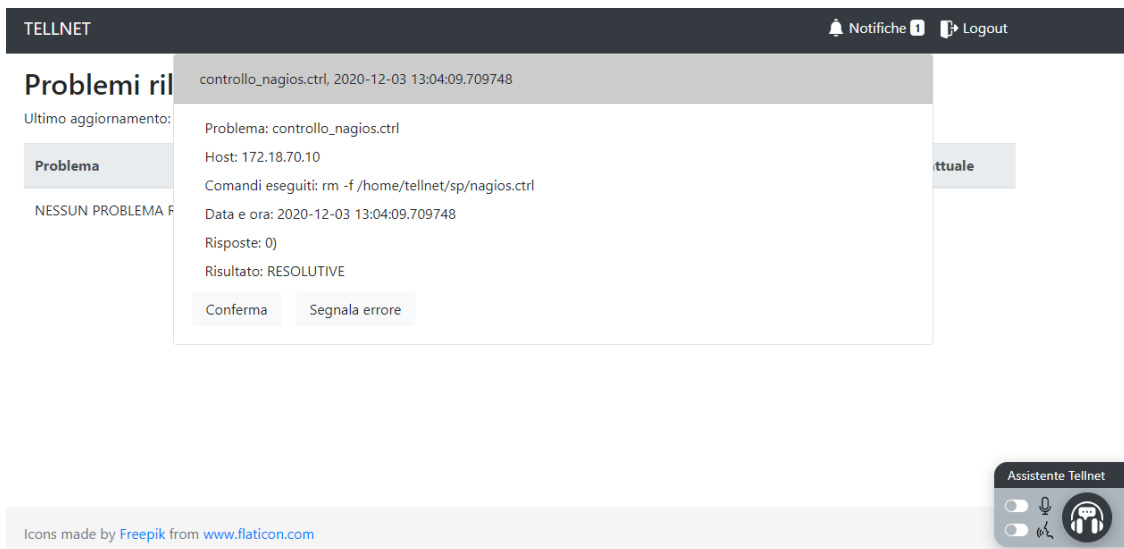 TELLNET
Notifiche 1 Logout
Problemi ril
controllo_nagios.ctrl, 2020-12-03 13:04:09.709748
Ultimo aggiornamento:
Problema: controllo_nagios.ctrl
Host: 172.18.70.10
Problema
ttuale
Comandi eseguiti: rm -f /home/tellnet/sp/nagios.ctrl
NESSUN PROBLEMA R
Data e ora: 2020-12-03 13:04:09.709748
Risposte: 0)
Risultato: RESOLUTIVE
Conferma Segnala errore
Assistente Tellnet
Icons made by Freepik from www.flaticon.com